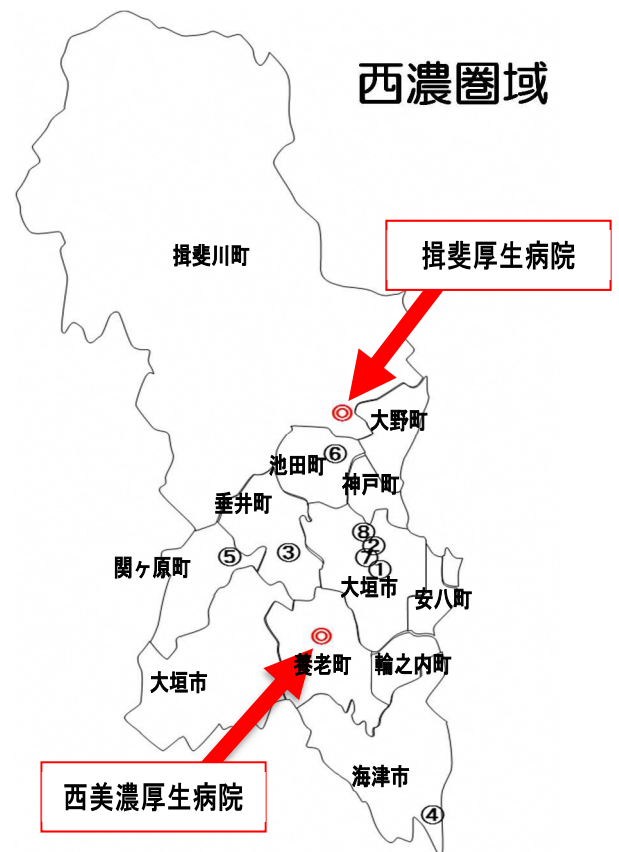 西濃圏域
揖斐川町
揖斐厚生病院
◎
大野町
⑥
池田町
神戸町
垂井町
⑧
②
③
⑤
⑦
関ヶ原町
①
大垣市
安八町
◎
養老町
輪之内町
大垣市
海津市
西美濃厚生病院
④